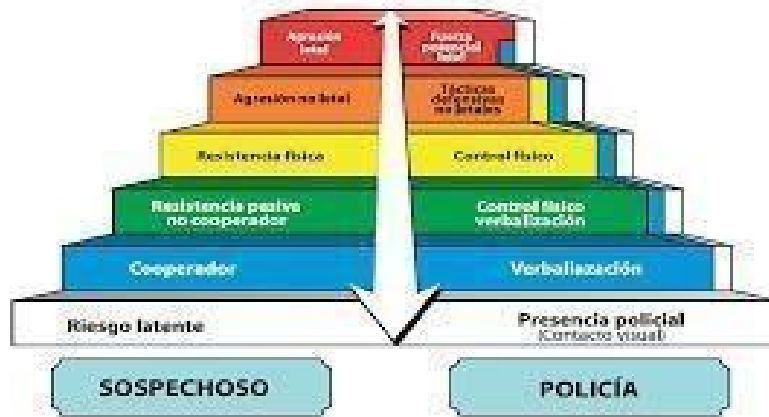 Agresión
letal
Fuerza
potencial
letal
Agresión no letal
Tácticas
defensivas
no letales
Resistencia física
Control físico
Resistencia pasiva
no cooperador
Control físico
verbalización
Cooperador
Verbaliazación
Riesgo latente
Presencia policial
(Contacto visual)
SOSPECHOSO
POLICÍA